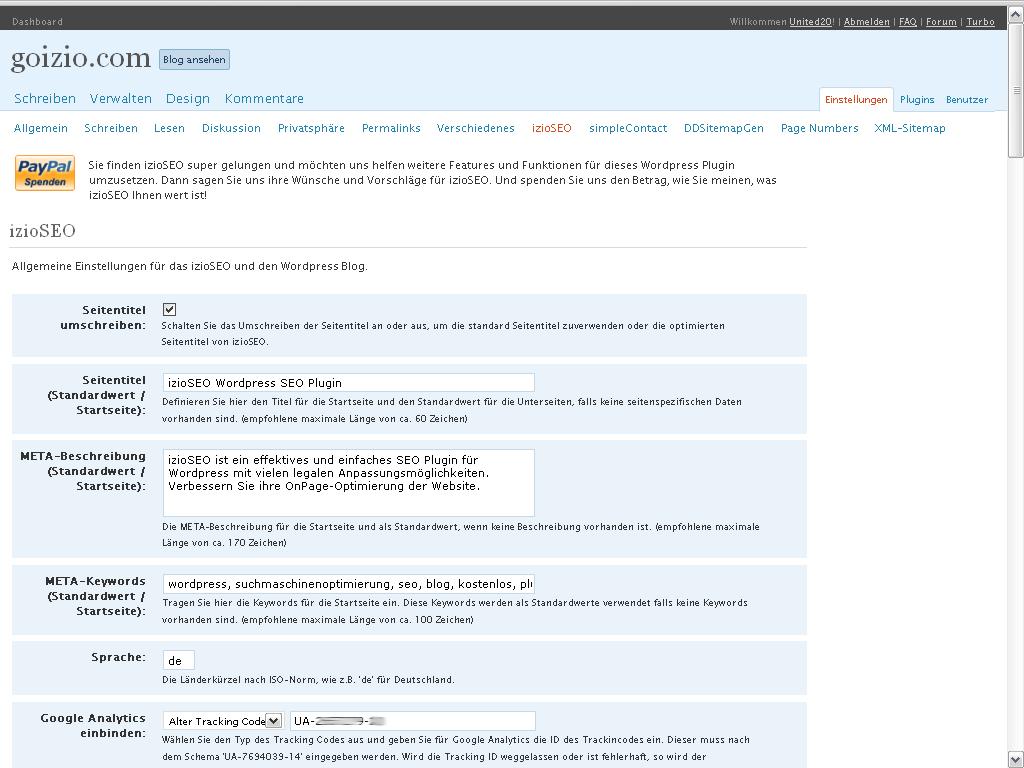 Dashboard
Willkommen United20! | Abmelden | FAQ | Forum | Turbo
goizio.com Blog ansehen
Schreiben Verwalten Design Kommentare
Einstellungen Plugins Benutzer
Allgemein Schreiben Lesen Diskussion Privatsphäre Permalinks Verschiedenes izioSEO simpleContact DDSitemapGen Page Numbers XML-Sitemap
PayPal
Spenden
Sie finden izioSEO super gelungen und möchten uns helfen weitere Features und Funktionen für dieses Wordpress Plugin
umzusetzen. Dann sagen Sie uns ihre Wünsche und Vorschläge für izioSEO. Und spenden Sie uns den Betrag, wie Sie meinen, was
izioSEO Ihnen wert ist!
izioSEO
Allgemeine Einstellungen für das izioSEO und den Wordpress Blog.
Seitentitel
umschreiben:
Schalten Sie das Umschreiben der Seitentitel an oder aus, um die standard Seitentitel zuverwenden oder die optimierten
Seitentitel von izioSEO.
Seitentitel
(Standardwert /
Startseite):
izioSEO Wordpress SEO Plugin
Definieren Sie hier den Titel für die Startseite und den Standardwert für die Unterseiten, falls keine seitenspezifischen Daten
vorhanden sind. (empfohlene maximale Länge von ca. 60 Zeichen)
META-Beschreibung
(Standardwert /
Startseite):
izioSEO ist ein effektives und einfaches SEO Plugin für
Wordpress mit vielen legalen Anpassungsmöglichkeiten.
Verbessern Sie ihre OnPage-Optimierung der Website.
Die META-Beschreibung für die Startseite und als Standardwert, wenn keine Beschreibung vorhanden ist. (empfohlene maximale
Länge von ca. 170 Zeichen)
META-Keywords
(Standardwert /
Startseite):
wordpress, suchmaschinenoptimierung, seo, blog, kostenlos,
Tragen Sie hier die Keywords für die Startseite ein. Diese Keywords werden als Standardwerte verwendet falls keine Keywords
vorhanden sind. (empfohlene maximale Länge von ca. 100 Zeichen)
Sprache:
de
Die Länderkürzel nach ISO-Norm, wie z.B. 'de' für Deutschland.
Google Analytics
einbinden:
Alter Tracking Code UA-
Wählen Sie den Typ des Tracking Codes aus und geben Sie für Google Analytics die ID des Trackincodes ein. Dieser muss nach
dem Schema 'UA-7694039-14' eingegeben werden. Wird die Tracking ID weggelassen oder ist fehlerhaft, so wird der